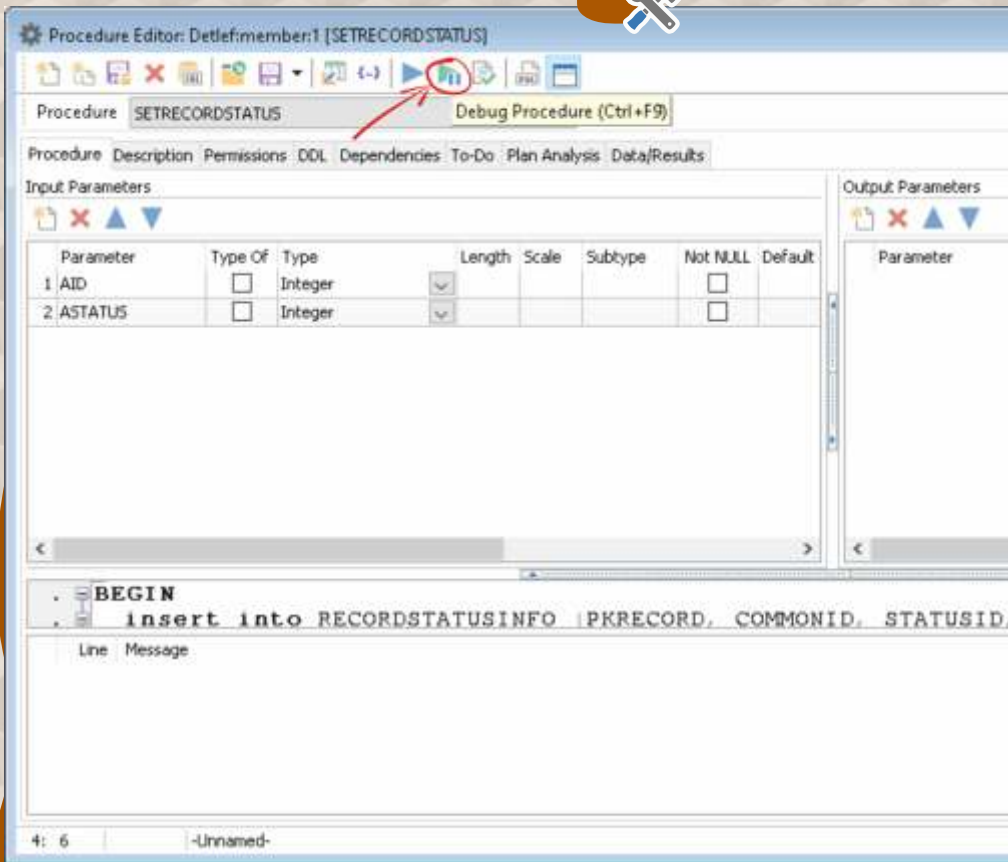 Procedure Editor: Detlef:member:1 [SETRECORDSTATUS]
Procedure SETRECORDSTATUS
Debug Procedure (Ctrl+F9)
Procedure Description Permissions DDL Dependencies To-Do Plan Analysis Data/Results
Input Parameters
Output Parameters
Parameter Type Of Type Length Scale Subtype Not NULL Default
Parameter
1 AID Integer
2 ASTATUS Integer
BEGIN
insert into RECORDSTATUSINFO (PKRECORD, COMMONID, STATUSID,
Line Message
4: 6 -Unnamed-